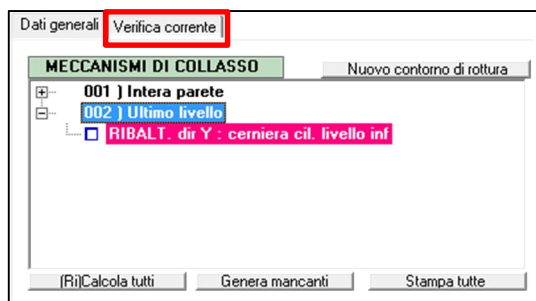 Dati generali Verifica corrente
MECCANISMI DI COLLASSO Nuovo contorno di rottura
001 ) Intera parete
002 ) Ultimo livello
RIBALT. dir Y : cerniera cil. livello inf
(Ri)Calcola tutti Genera mancanti Stampa tutte